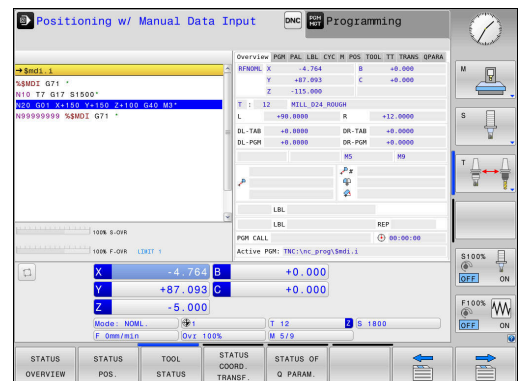 Positioning w/ Manual Data Input
DNC
Programming
Overview PGM PAL LBL CYC M POS TOOL TT TRANS QPARA
RFNOML X -4.764 B +0.000
Y +87.093 C +0.000
Z -115.000
T : 12 MILL_D24_ROUGH
L +90.0000 R +12.0000
DL-TAB +0.0000 DR-TAB +0.0000
DL-PGM +0.0000 DR-PGM +0.0000
M5 M9
P#
LBL
LBL REP
PGM CALL 00:00:00
Active PGM: TNC:\nc_prog\$mdi.i
→$mdi.i
%$MDI G71 *
N10 T7 G17 S1500*
N20 G01 X+150 Y+150 Z+100 G40 M3*
N99999999 %$MDI G71 *
100% S-OVR
100% F-OVR LIMIT 1
X -4.764 B +0.000
Y +87.093 C +0.000
Z -5.000
Mode: NOML. 1 T 12 Z S 1800
F 0mm/min Ovr 100% M 5/9
M
S
T
S100%
OFF ON
F100%
OFF ON
STATUS OVERVIEW
STATUS POS.
TOOL STATUS
STATUS COORD. TRANSF.
STATUS OF Q PARAM.